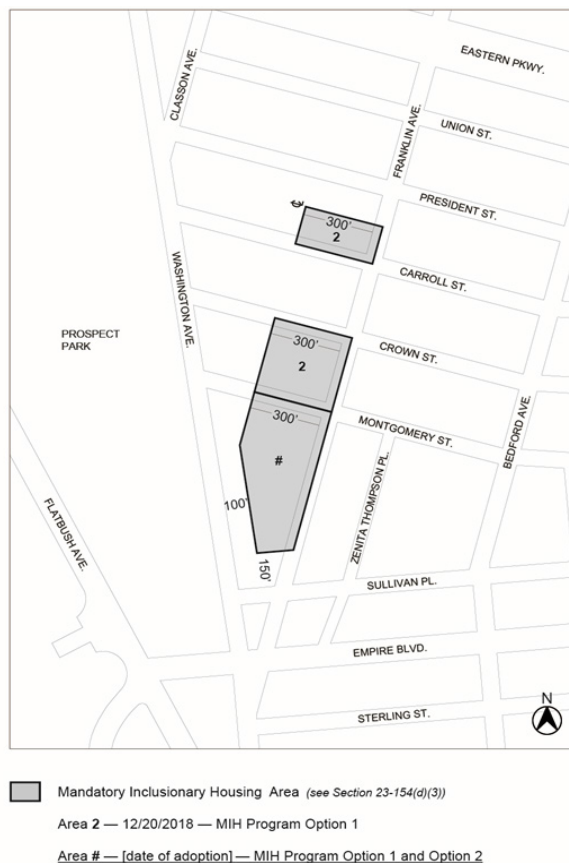 EASTERN PKWY.
CLASSON AVE.
UNION ST.
FRANKLIN AVE.
PRESIDENT ST.
300'
2
CARROLL ST.
WASHINGTON AVE.
PROSPECT
PARK
300'
CROWN ST.
2
BEDFORD AVE.
300'
MONTGOMERY ST.
#
ZENITA THOMPSON PL.
100'
FLATBUSH AVE.
150'
SULLIVAN PL.
EMPIRE BLVD.
N
STERLING ST.
Mandatory Inclusionary Housing Area (see Section 23-154(d)(3))
Area 2 — 12/20/2018 — MIH Program Option 1
Area # — [date of adoption] — MIH Program Option 1 and Option 2